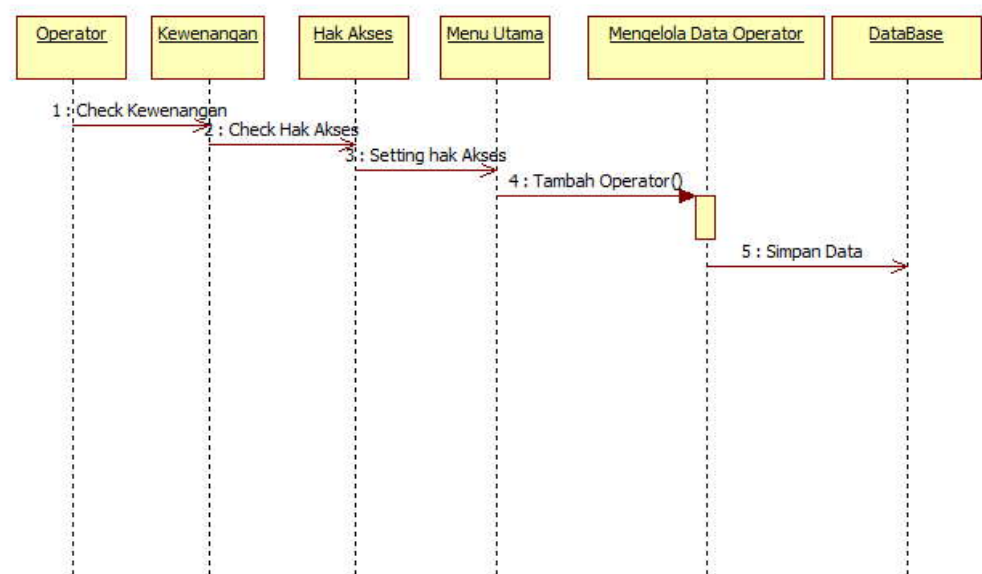 Operator
Kewenangan
Hak Akses
Menu Utama
Mengelola Data Operator
DataBase
1 : Check Kewenangan
2 : Check Hak Akses
3 : Setting hak Akses
4 : Tambah Operator()
5 : Simpan Data